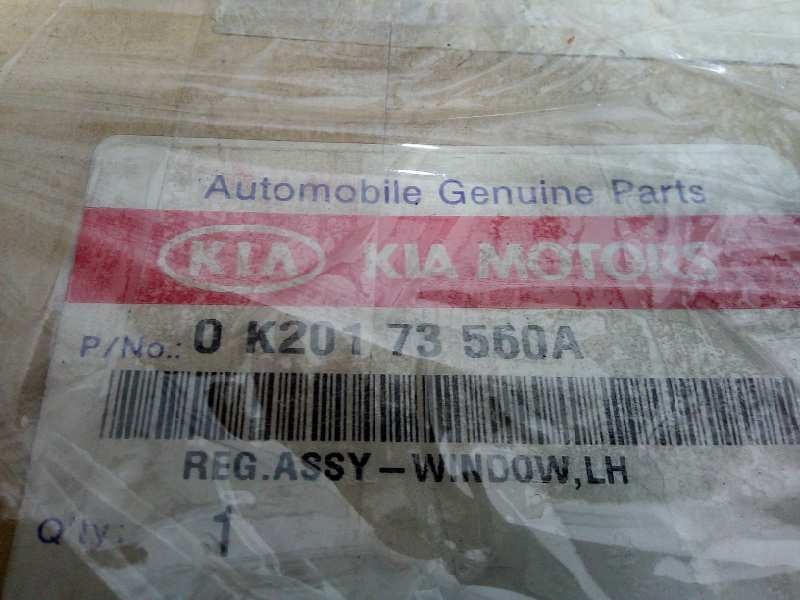 Automobile Genuine Parts
KIA KIA MOTORS
P/No.: 0 K201 73 560A
REG.ASSY-WINDOW,LH
Q'ty: 1